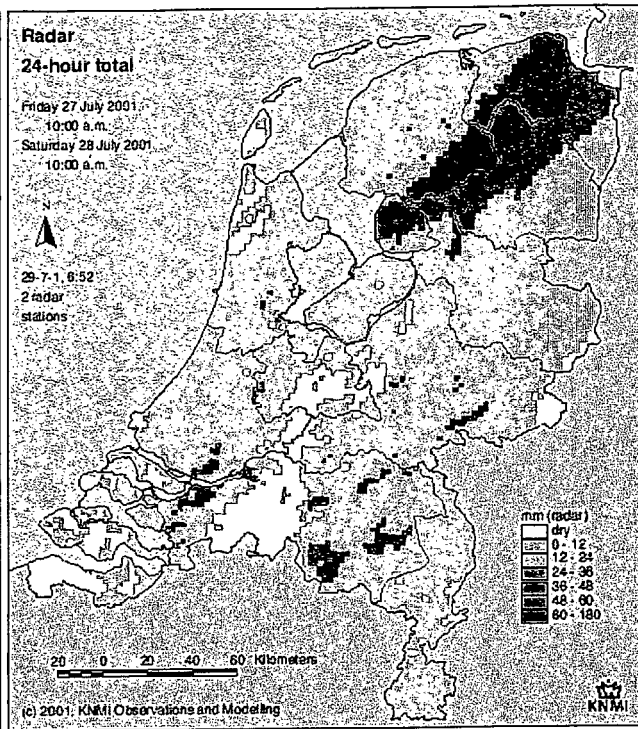 Radar
24-hour total
Friday 27 July 2001
10:00 a.m.
Saturday 28 July 2001
10:00 a.m.
N
29-7-1, 6:52
2 radar
stations
mm (radar)
dry
0 - 12
12 - 24
24 - 36
36 - 48
48 - 60
60 - 180
20 0 20 40 60 Kilometers
(c) 2001, KNMI Observations and Modelling
KNMI